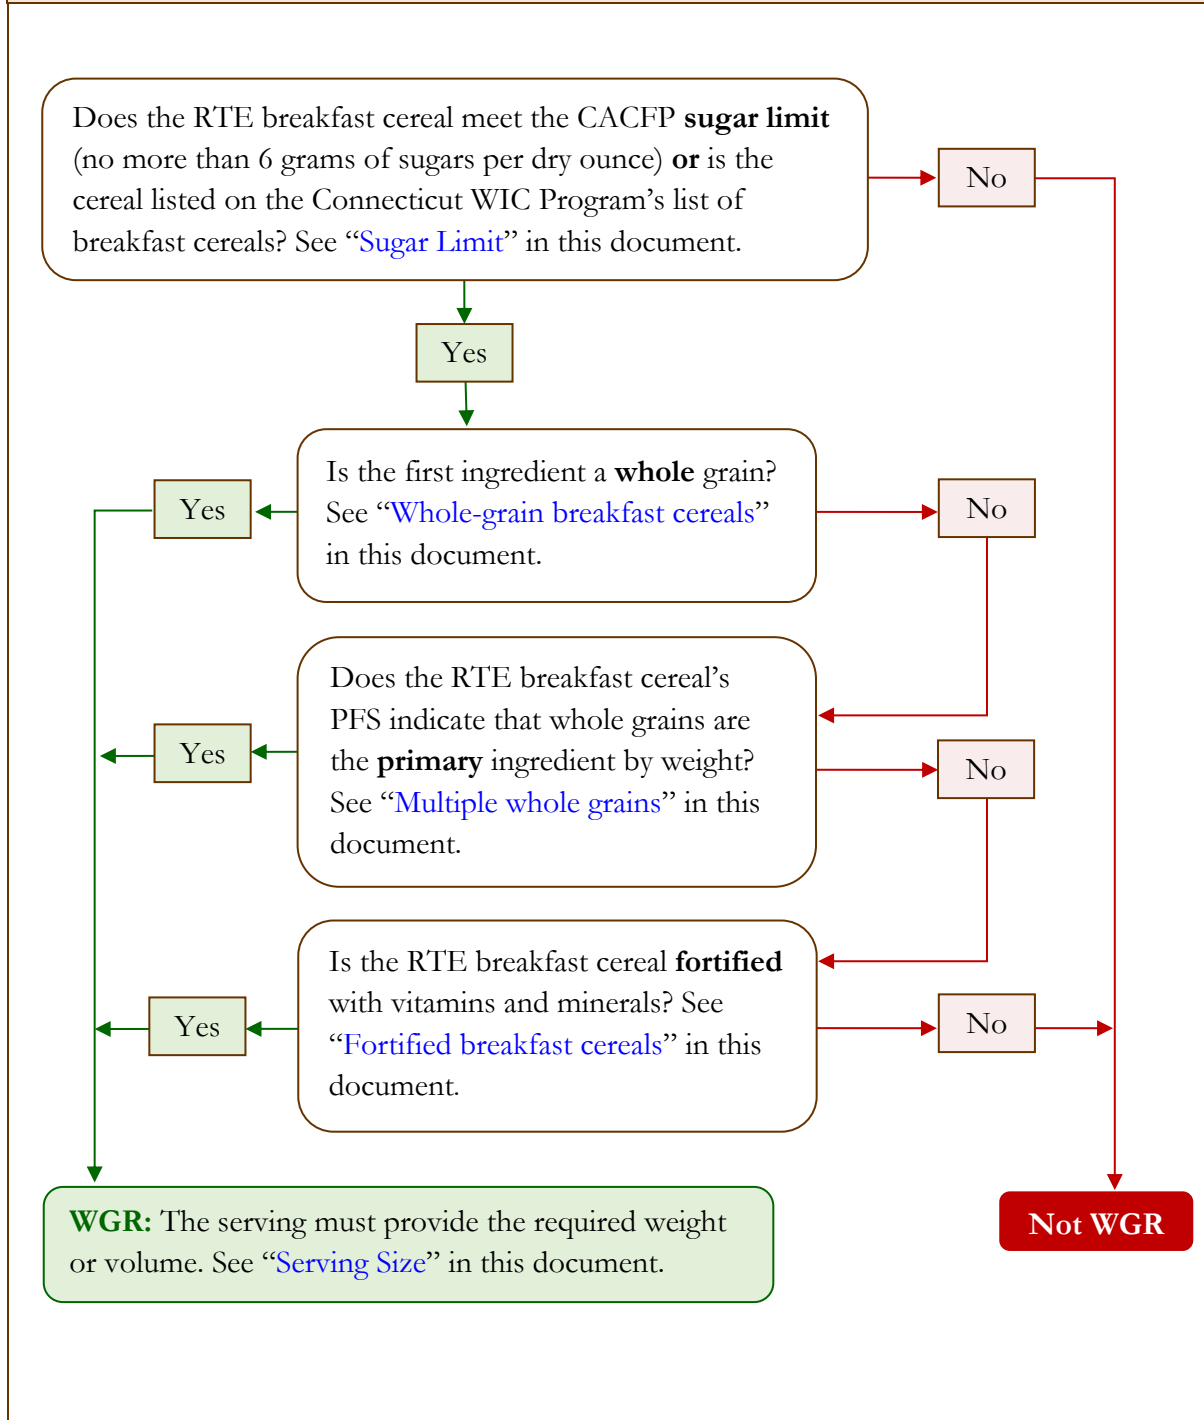 Does the RTE breakfast cereal meet the CACFP sugar limit
(no more than 6 grams of sugars per dry ounce) or is the
cereal listed on the Connecticut WIC Program’s list of
breakfast cereals? See “Sugar Limit” in this document.
No
Yes
Is the first ingredient a whole grain?
See “Whole-grain breakfast cereals”
in this document.
Yes
No
Does the RTE breakfast cereal’s
PFS indicate that whole grains are
the primary ingredient by weight?
See “Multiple whole grains” in this
document.
Yes
No
Is the RTE breakfast cereal fortified
with vitamins and minerals? See
“Fortified breakfast cereals” in this
document.
Yes
No
WGR: The serving must provide the required weight
or volume. See “Serving Size” in this document.
Not WGR